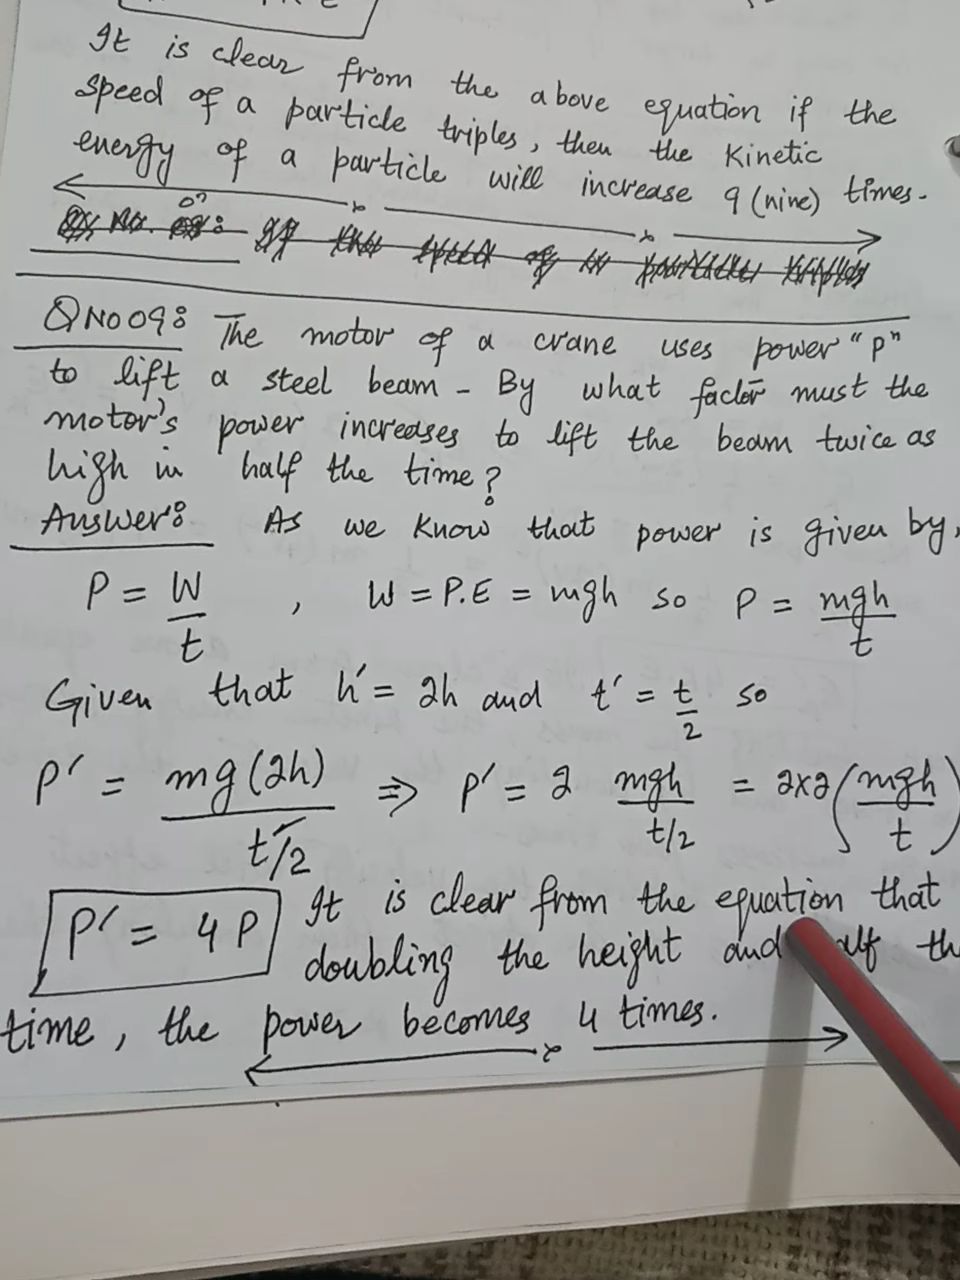 It is clear from the above equation if the
speed of a particle triples, then the Kinetic
energy of a particle will increase 9 (nine) times.
Q NO 09: The motor of a crane uses power "P"
to lift a steel beam - By what factor must the
motor's power increases to lift the beam twice as
high in half the time?
Answer: As we know that power is given by,
P = W/t , W = P.E = mgh so P = mgh/t
Given that h' = 2h and t' = t/2 so
P' = mg(2h)/t/2 ⇒ P' = 2 mgh/t/2 = 2x2(mgh/t)
P' = 4P It is clear from the equation that
doubling the height and the
time, the power becomes 4 times.